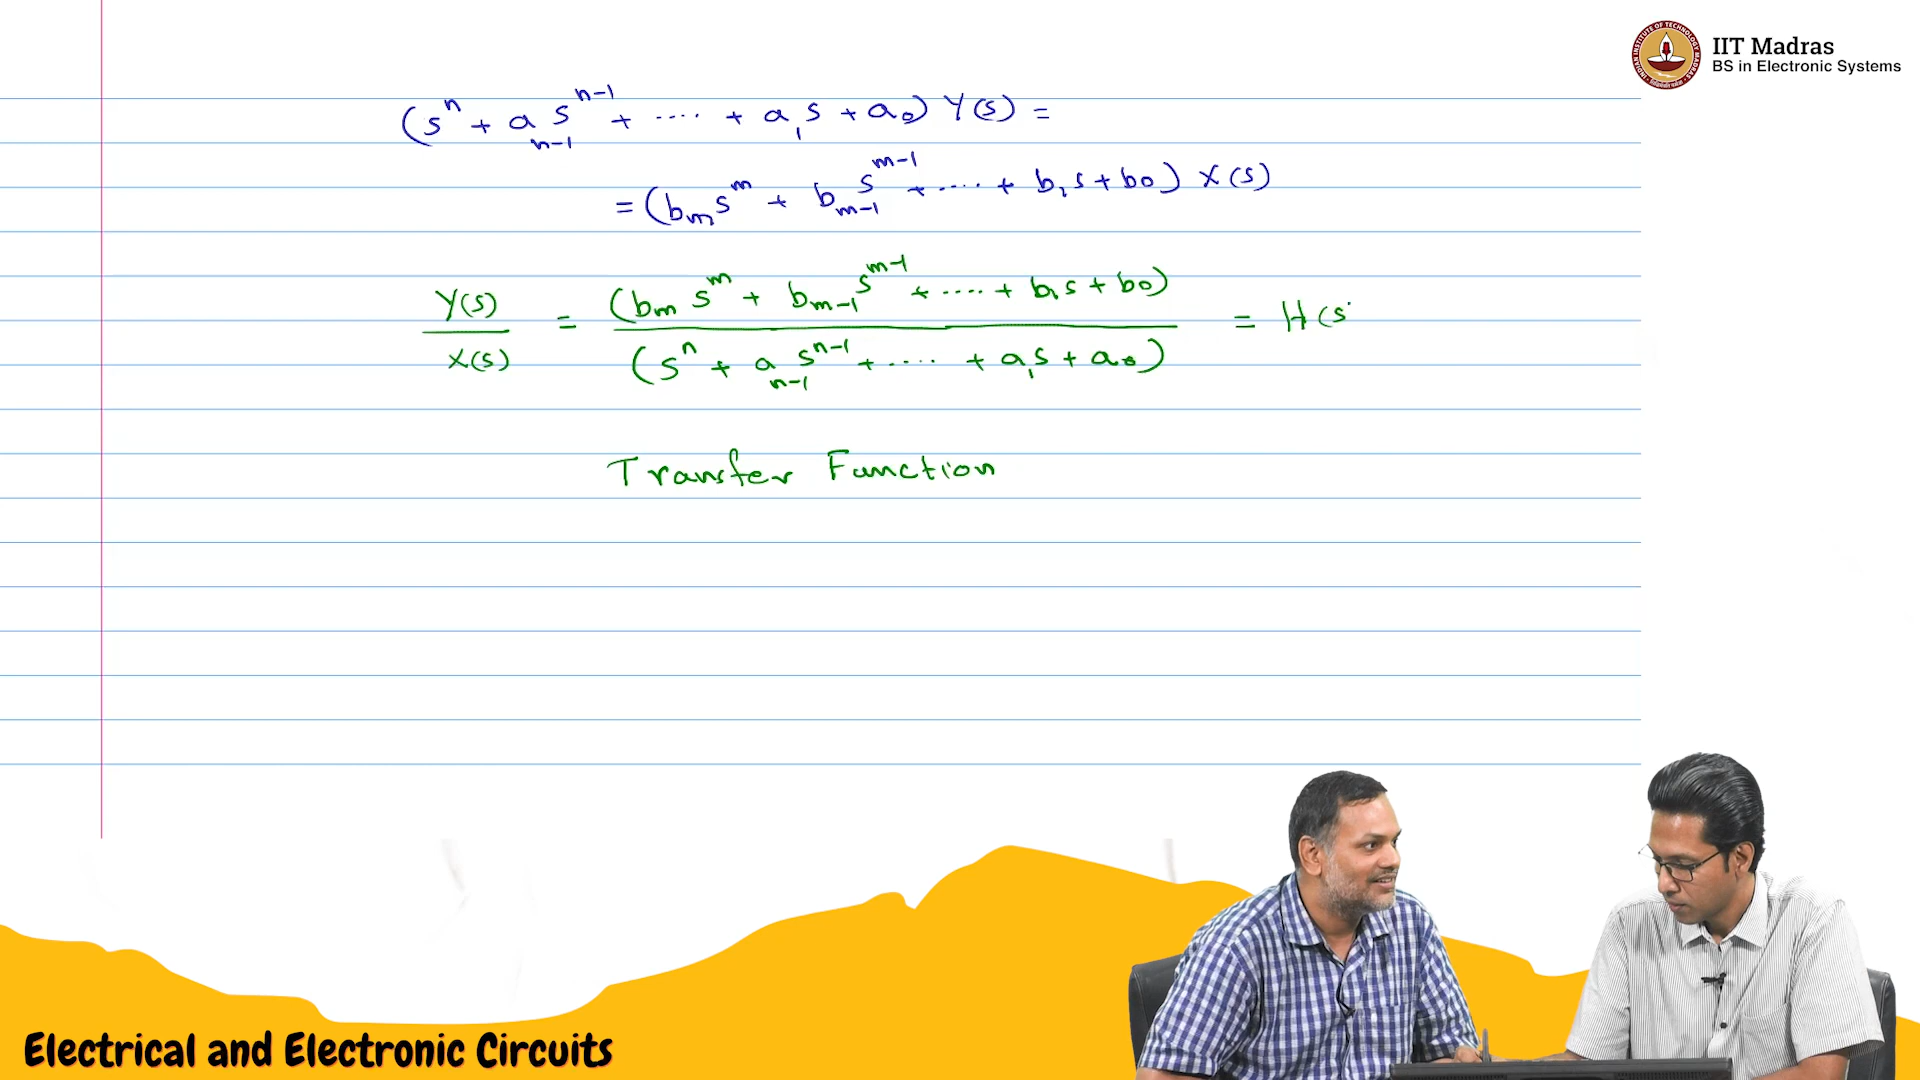 IIT Madras
BS in Electronic Systems
(s^n + a_{n-1} s^{n-1} + .... + a_1 s + a_0) Y(s) =
= (b_m s^m + b_{m-1} s^{m-1} + .... + b_1 s + b_0) X(s)
Y(s) / X(s) = (b_m s^m + b_{m-1} s^{m-1} + .... + b_1 s + b_0) / (s^n + a_{n-1} s^{n-1} + .... + a_1 s + a_0) = H(s
Transfer Function
Electrical and Electronic Circuits